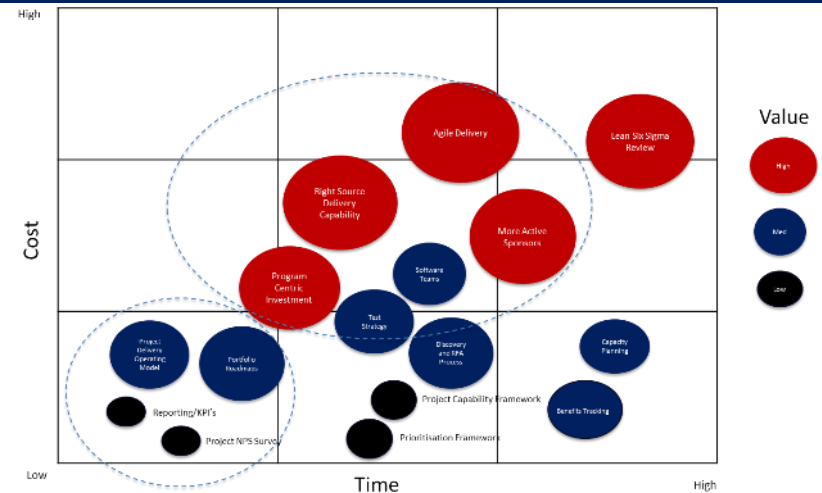 High
Value
Agile Delivery
Lean Six Sigma
Review
High
Right Source
Delivery
Capability
Cost
More Active
Sponsors
Med
Software
Teams
Program
Centric
Investment
Low
Test
Strategy
Project
Delivery
Operating
Model
Portfolio
Roadmaps
Discovery
and RPA
Process
Capacity
Planning
Reporting/KPI's
Project Capability Framework
Benefits Tracking
Project NPS Survey
Prioritisation Framework
Low
Time
High